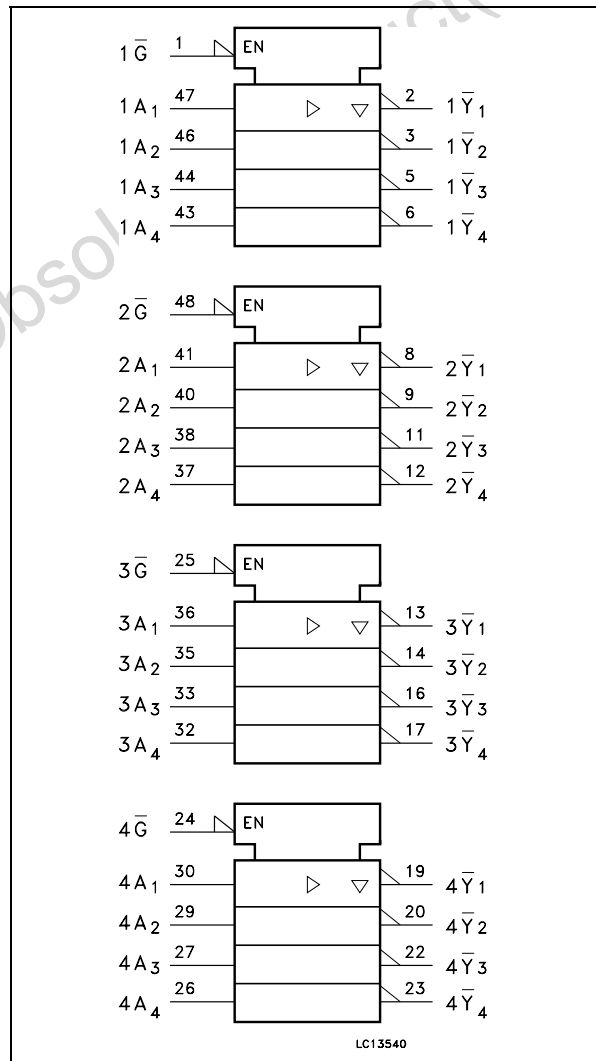 1G̅ 1 EN
1A1 47 2 1Y̅1
1A2 46 3 1Y̅2
1A3 44 5 1Y̅3
1A4 43 6 1Y̅4
2G̅ 48 EN
2A1 41 8 2Y̅1
2A2 40 9 2Y̅2
2A3 38 11 2Y̅3
2A4 37 12 2Y̅4
3G̅ 25 EN
3A1 36 13 3Y̅1
3A2 35 14 3Y̅2
3A3 33 16 3Y̅3
3A4 32 17 3Y̅4
4G̅ 24 EN
4A1 30 19 4Y̅1
4A2 29 20 4Y̅2
4A3 27 22 4Y̅3
4A4 26 23 4Y̅4
LC13540